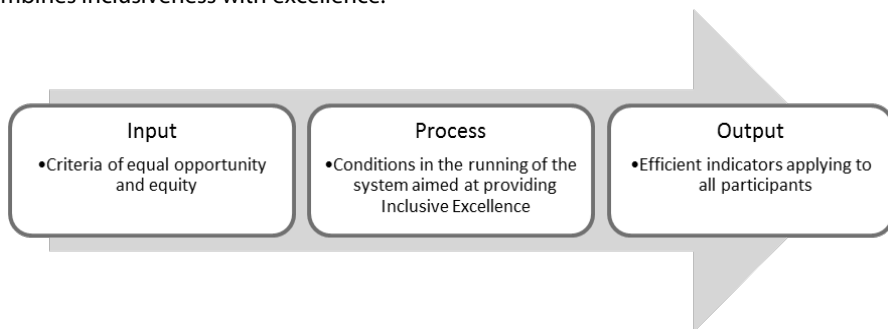 inclusiveness with excellence.
Input
•Criteria of equal opportunity
and equity
Process
•Conditions in the running of the
system aimed at providing
Inclusive Excellence
Output
•Efficient indicators applying to
all participants